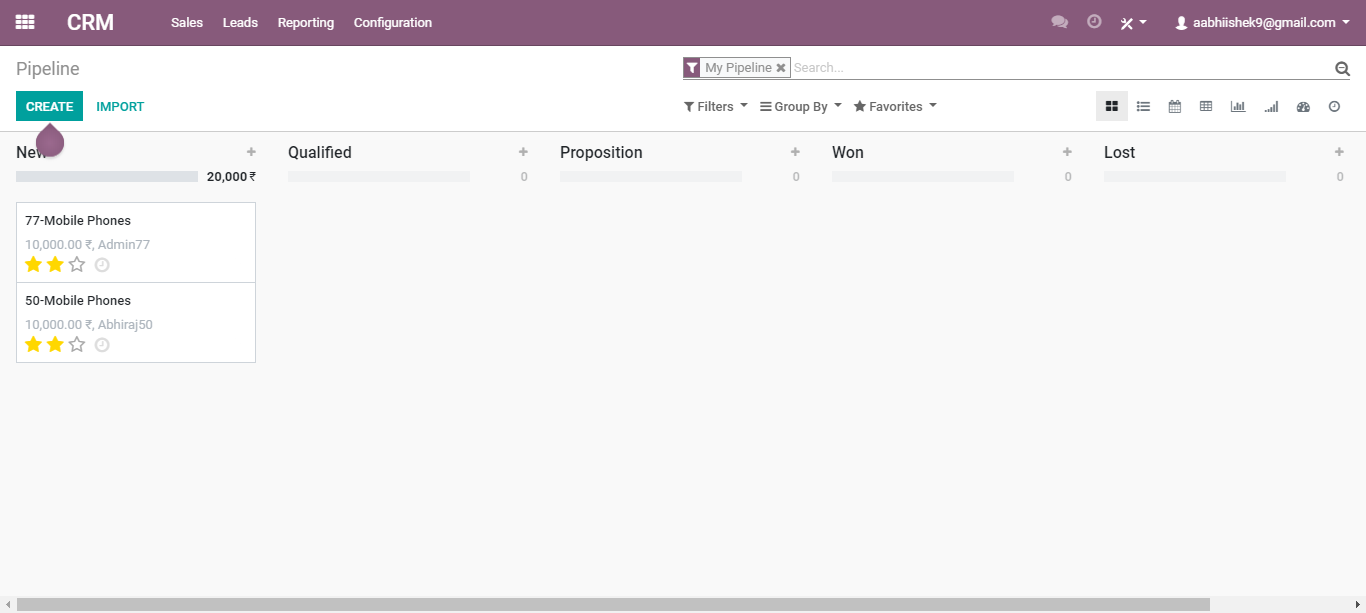 CRM Sales Leads Reporting Configuration aabhiishek9@gmail.com
Pipeline My Pipeline Search...
CREATE IMPORT Filters Group By Favorites
New Qualified Proposition Won Lost
20,000 ₹ 0 0 0 0
77-Mobile Phones
10,000.00 ₹, Admin77
50-Mobile Phones
10,000.00 ₹, Abhiraj50